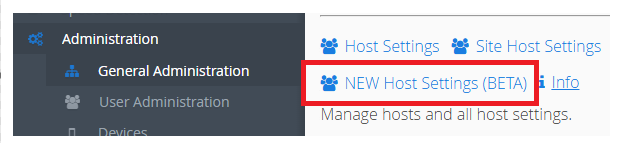 Administration
General Administration
User Administration
Devices
Host Settings Site Host Settings
NEW Host Settings (BETA) Info
Manage hosts and all host settings.